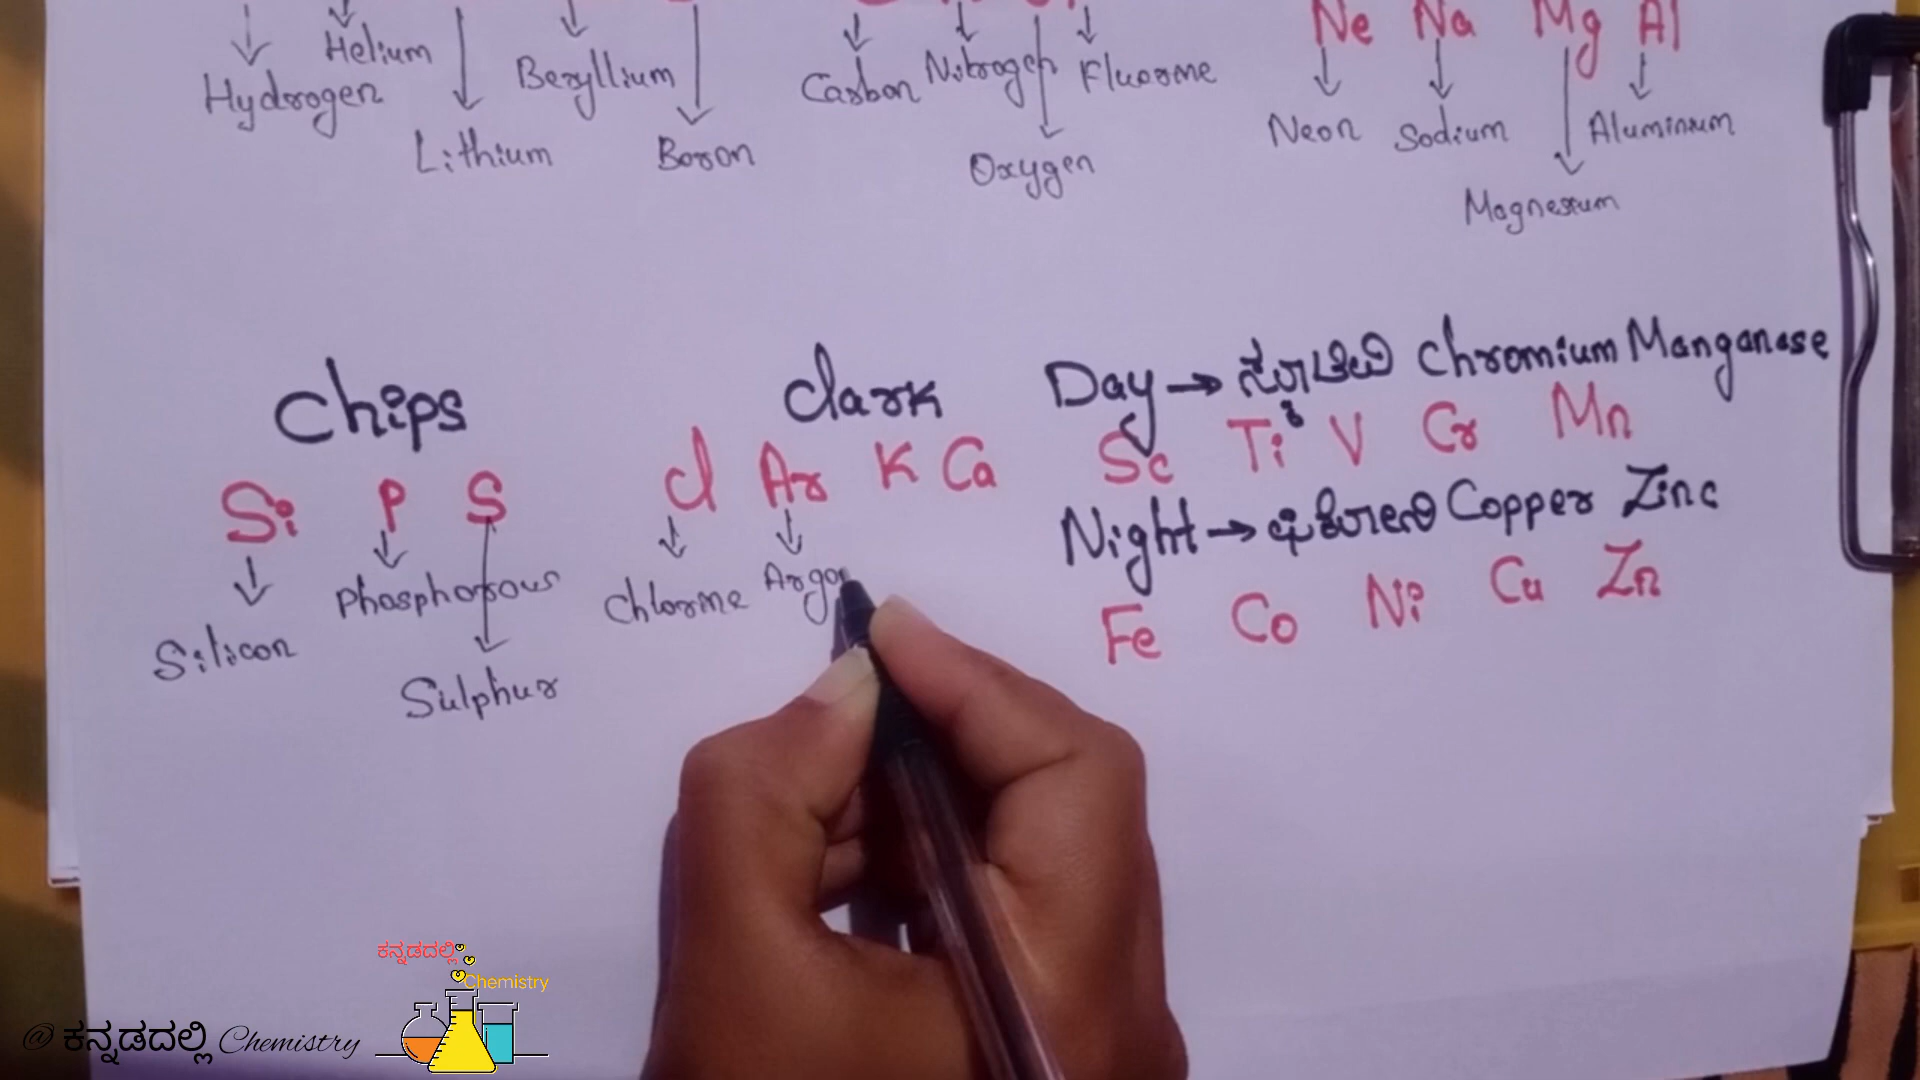 Ne Na Mg Al
Helium
Hydrogen
Beryllium
Carbon Nitrogen Fluorine
Lithium
Boron
Oxygen
Neon Sodium Aluminium
Magnesium
Chips
Si P S
Phosphorous
Silicon
Sulphur
Clark
Cl Ar K Ca
Chlorine Argon
Day → Chromium Manganese
Sc Ti V Cr Mn
Night → Copper Zinc
Fe Co Ni Cu Zn
ಕನ್ನಡದಲ್ಲಿ
Chemistry
@ ಕನ್ನಡದಲ್ಲಿ Chemistry